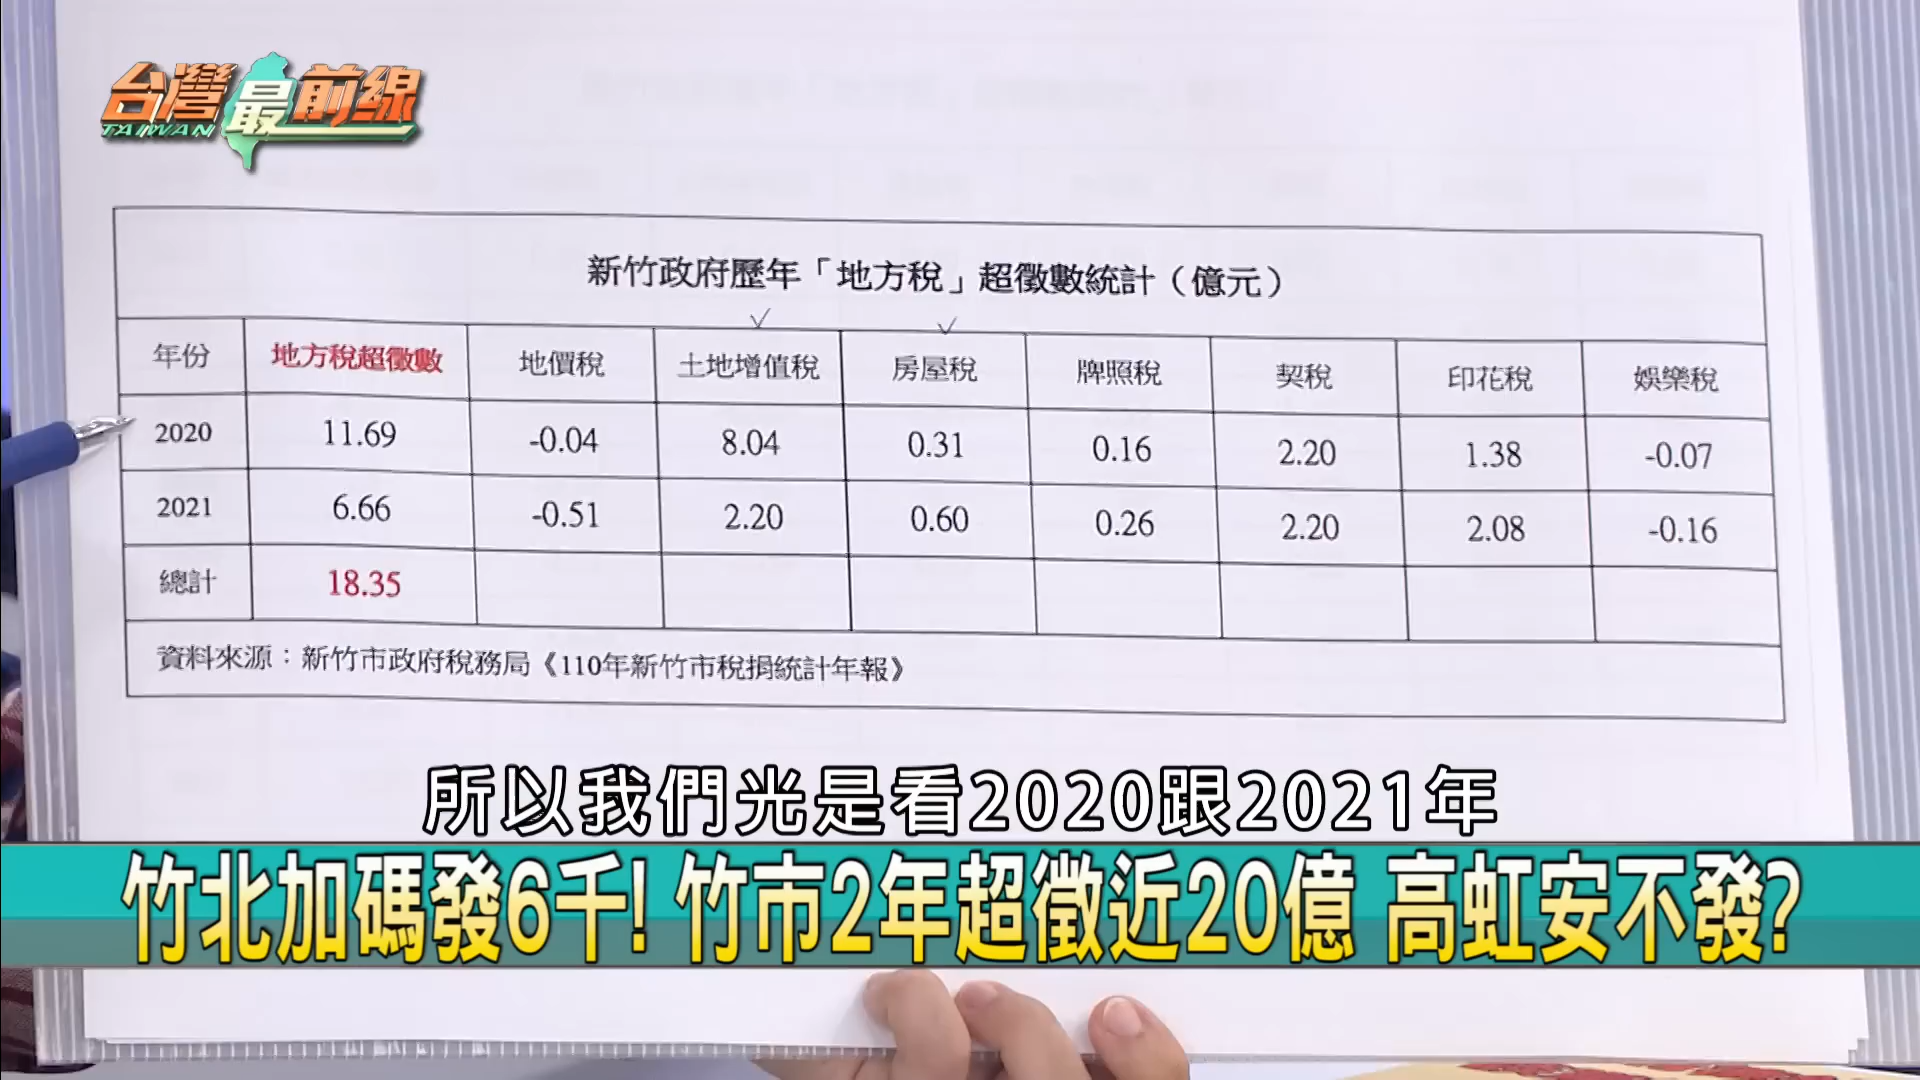 台灣最前線
TAIWAN
新竹政府歷年「地方稅」超徵數統計（億元）
年份 地方稅超徵數 地價稅 土地增值稅 房屋稅 牌照稅 契稅 印花稅 娛樂稅
2020 11.69 -0.04 8.04 0.31 0.16 2.20 1.38 -0.07
2021 6.66 -0.51 2.20 0.60 0.26 2.20 2.08 -0.16
總計 18.35
資料來源：新竹市政府稅務局《110年新竹市稅捐統計年報》
所以我們光是看2020跟2021年
竹北加碼發6千! 竹市2年超徵近20億 高虹安不發?